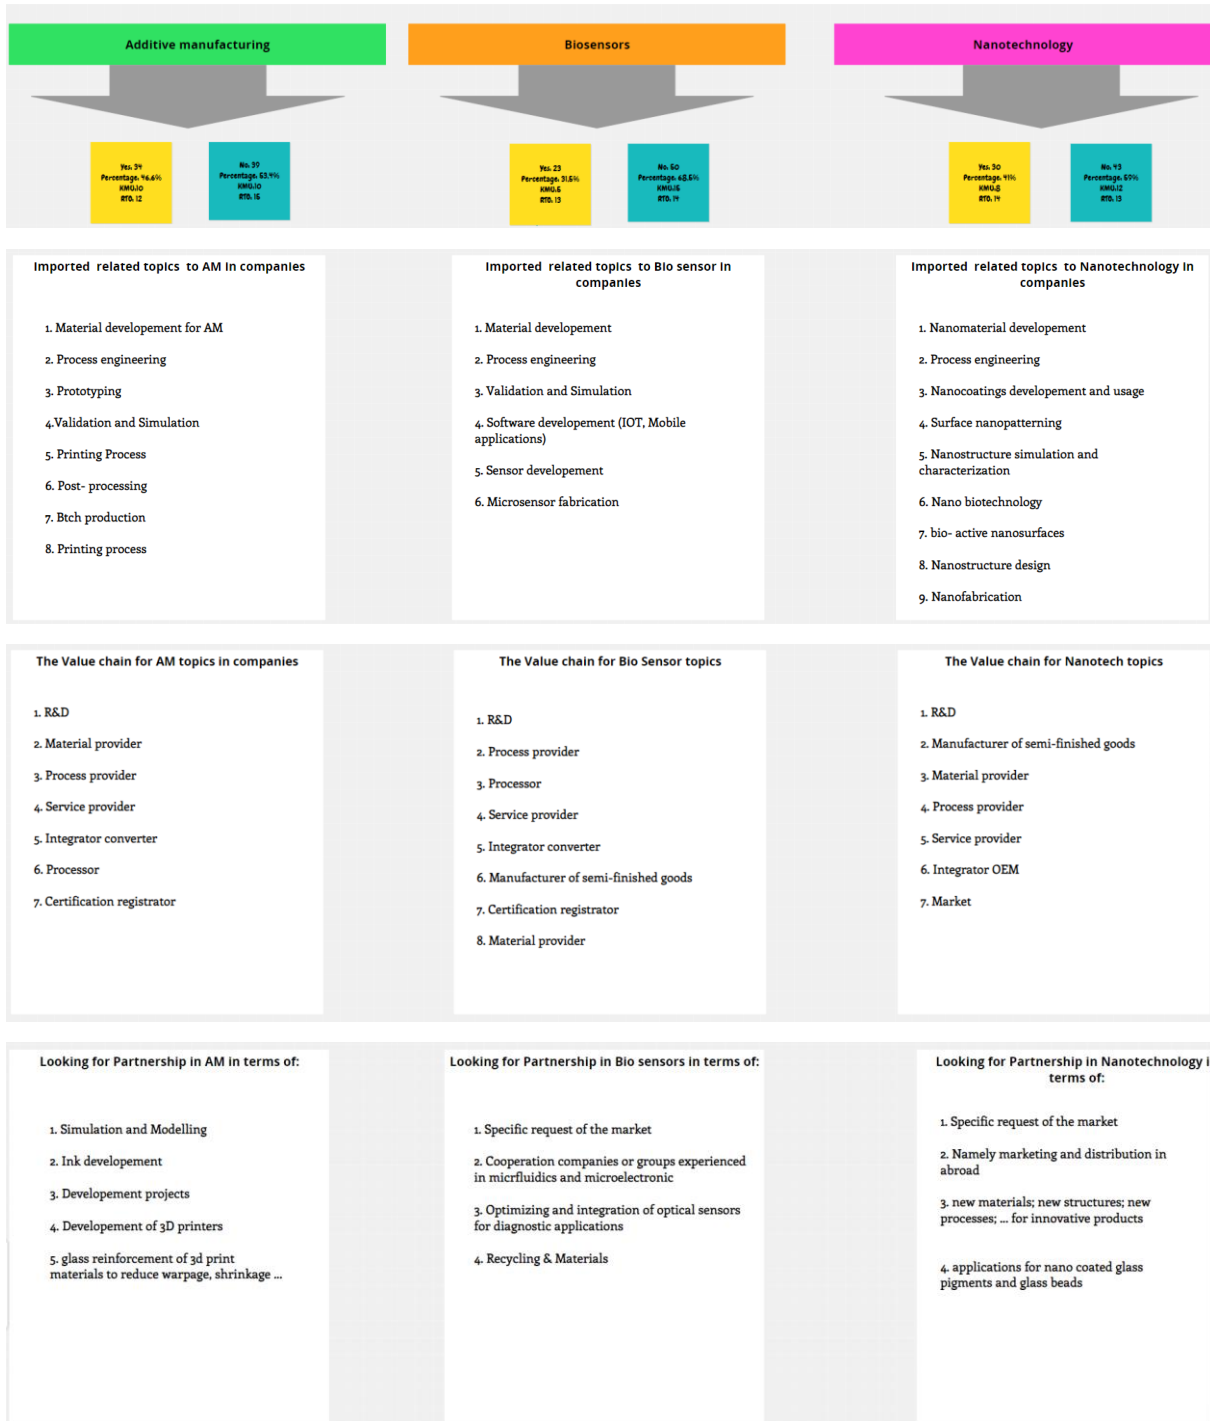 Additive manufacturing
Yes. 34
Percentage. 46.6%
KMU.10
RTO. 12
No. 39
Percentage. 53.4%
KMU.10
RTO. 15
Biosensors
Yes. 23
Percentage. 31.5%
KMU.6
RTO. 13
No. 50
Percentage. 68.5%
KMU.15
RTO. 14
Nanotechnology
Yes. 30
Percentage. 41%
KMU.8
RTO. 14
No. 43
Percentage. 59%
KMU.12
RTO. 13
Imported related topics to AM in companies
1. Material developement for AM
2. Process engineering
3. Prototyping
4.Validation and Simulation
5. Printing Process
6. Post- processing
7. Btch production
8. Printing process
Imported related topics to Bio sensor in
companies
1. Material developement
2. Process engineering
3. Validation and Simulation
4. Software developement (IOT, Mobile
applications)
5. Sensor developement
6. Microsensor fabrication
Imported related topics to Nanotechnology in
companies
1. Nanomaterial developement
2. Process engineering
3. Nanocoatings developement and usage
4. Surface nanopatterning
5. Nanostructure simulation and
characterization
6. Nano biotechnology
7. bio- active nanosurfaces
8. Nanostructure design
9. Nanofabrication
The Value chain for AM topics in companies
1. R&D
2. Material provider
3. Process provider
4. Service provider
5. Integrator converter
6. Processor
7. Certification registrator
The Value chain for Bio Sensor topics
1. R&D
2. Process provider
3. Processor
4. Service provider
5. Integrator converter
6. Manufacturer of semi-finished goods
7. Certification registrator
8. Material provider
The Value chain for Nanotech topics
1. R&D
2. Manufacturer of semi-finished goods
3. Material provider
4. Process provider
5. Service provider
6. Integrator OEM
7. Market
Looking for Partnership in AM in terms of:
1. Simulation and Modelling
2. Ink developement
3. Developement projects
4. Developement of 3D printers
5. glass reinforcement of 3d print
materials to reduce warpage, shrinkage ...
Looking for Partnership in Bio sensors in terms of:
1. Specific request of the market
2. Cooperation companies or groups experienced
in micrfluidics and microelectronic
3. Optimizing and integration of optical sensors
for diagnostic applications
4. Recycling & Materials
Looking for Partnership in Nanotechnology i
terms of:
1. Specific request of the market
2. Namely marketing and distribution in
abroad
3. new materials; new structures; new
processes; ... for innovative products
4. applications for nano coated glass
pigments and glass beads